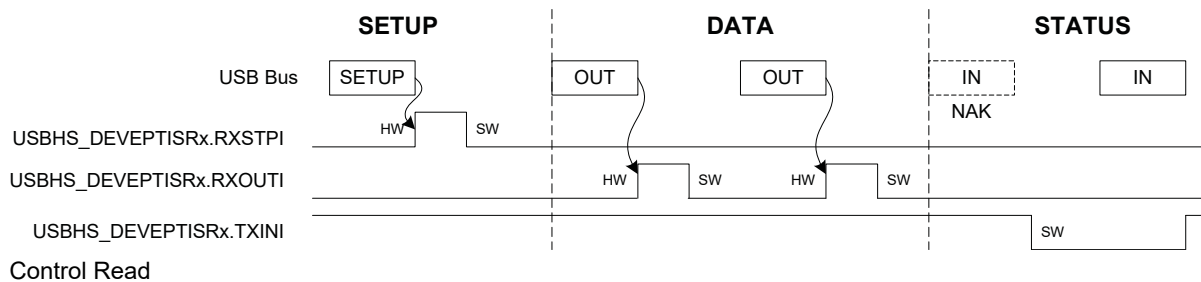 SETUP DATA STATUS
USB Bus SETUP OUT OUT IN IN
NAK
USBHS_DEVEPTISRx.RXSTPI HW SW
USBHS_DEVEPTISRx.RXOUTI HW SW HW SW
USBHS_DEVEPTISRx.TXINI SW
Control Read